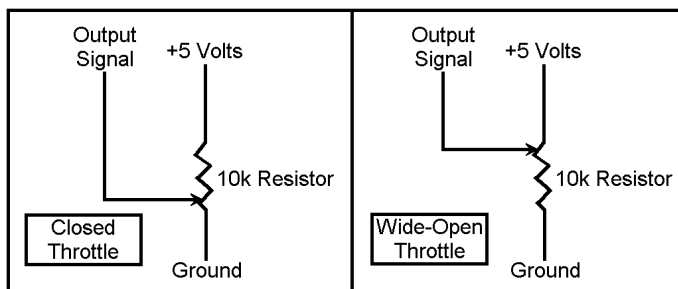 Output
Signal
+5 Volts
10k Resistor
Closed
Throttle
Ground
Output
Signal
+5 Volts
10k Resistor
Wide-Open
Throttle
Ground